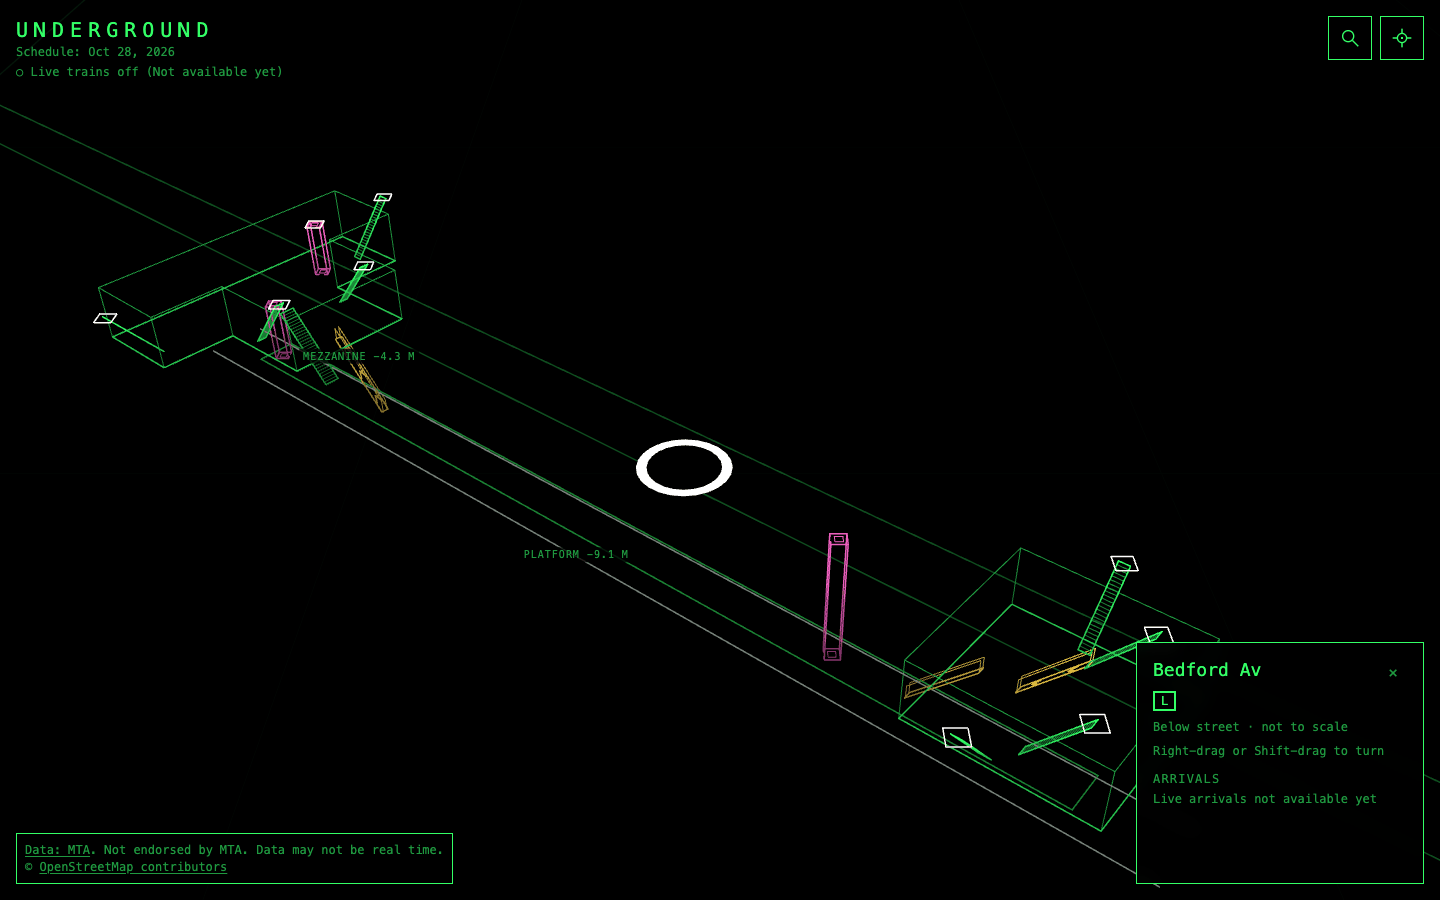 UNDERGROUND
Schedule: Oct 28, 2026
○ Live trains off (Not available yet)
MEZZANINE −4.3 M
PLATFORM −9.1 M
Bedford Av
×
L
Below street · not to scale
Right-drag or Shift-drag to turn
ARRIVALS
Live arrivals not available yet
Data: MTA. Not endorsed by MTA. Data may not be real time.
© OpenStreetMap contributors